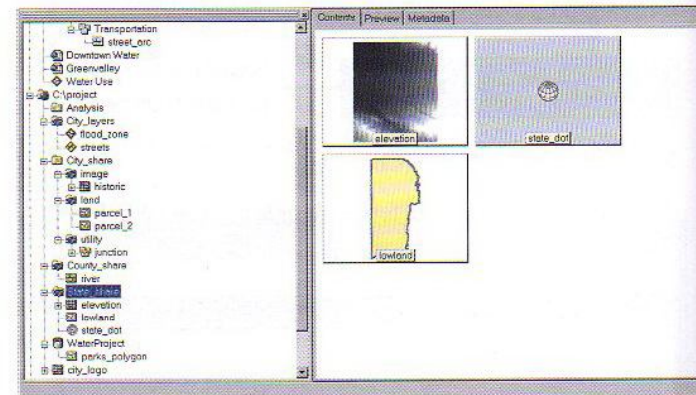 Transportation
street_arc
Downtown Water
Greenvalley
Water Use
C:\project
Analysis
City_layers
flood_zone
streets
City_share
image
historic
land
parcel_1
parcel_2
utility
junction
County_share
river
State_share
elevation
lowland
state_dot
WaterProject
parks_polygon
city_logo
Contents Preview Metadata
elevation
state_dot
lowland